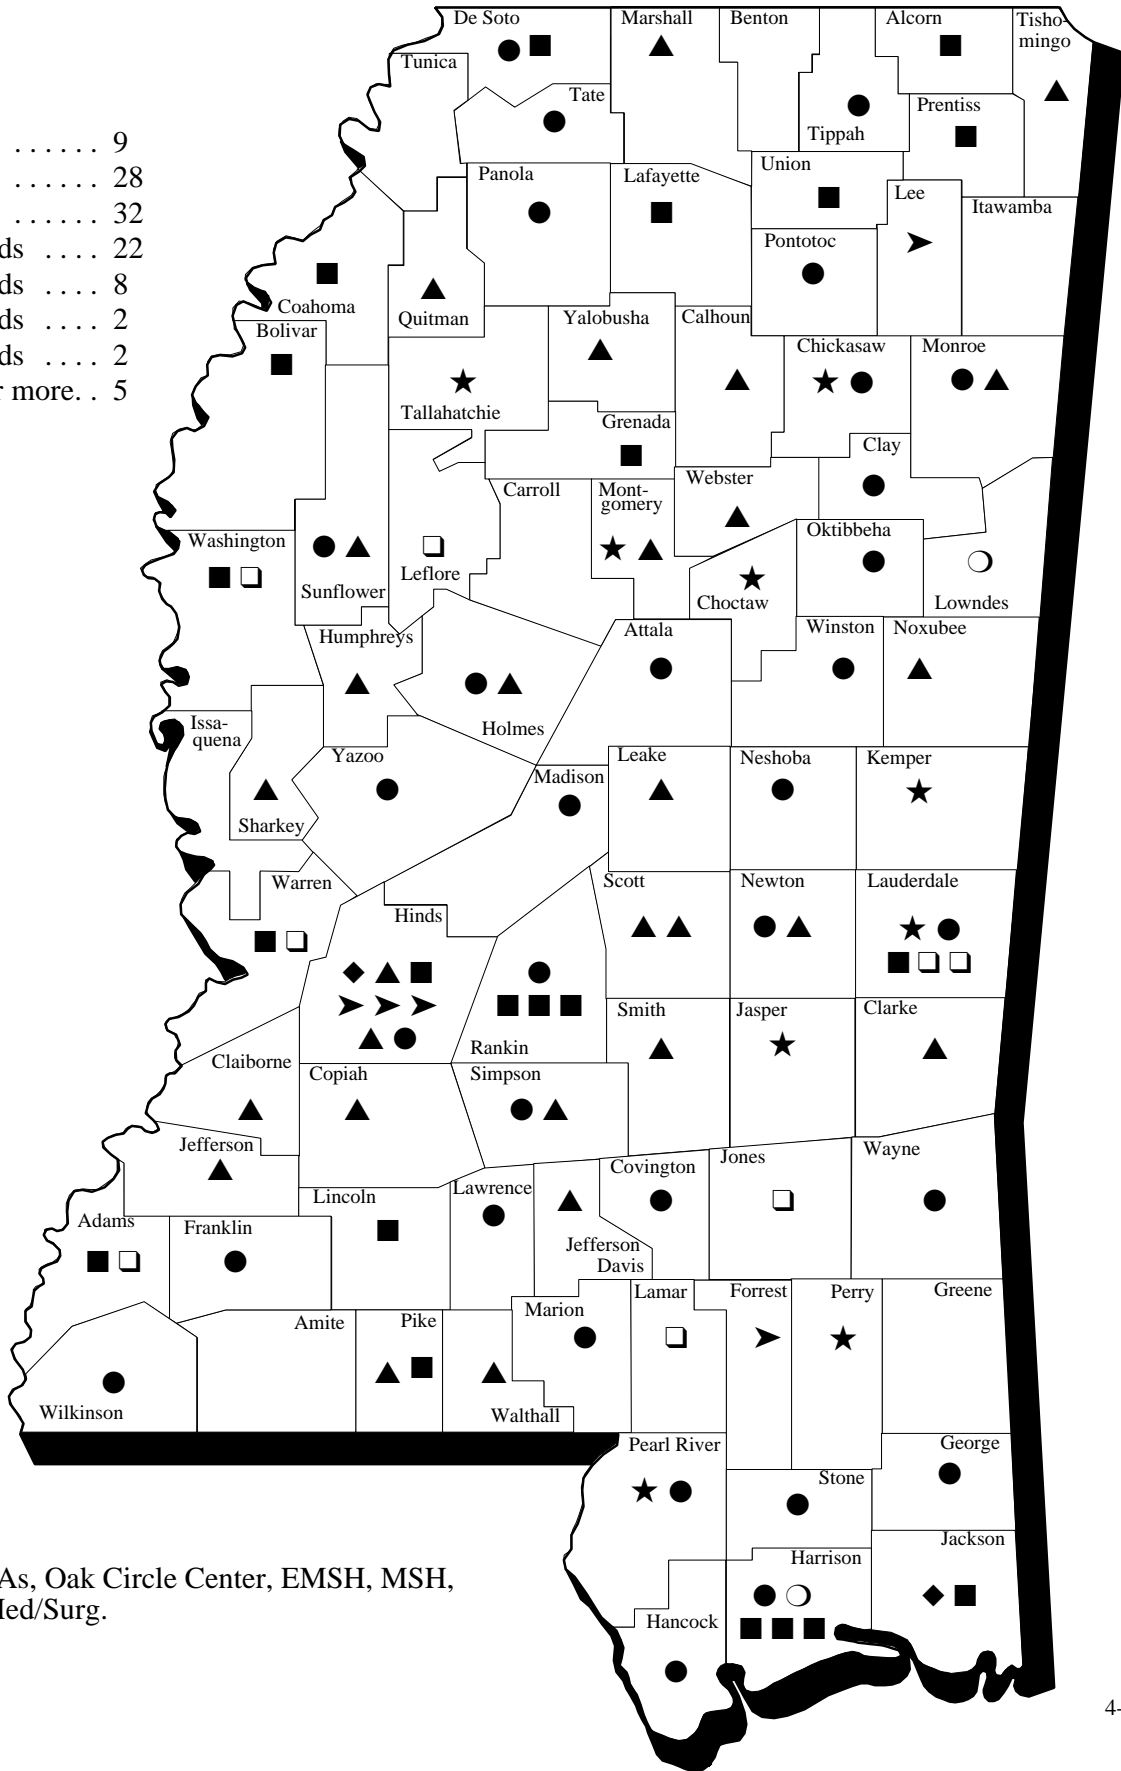 ...... 9
...... 28
...... 32
ds .... 22
ds .... 8
ds .... 2
ds .... 2
r more. . 5
De Soto
Marshall
Benton
Alcorn
Tisho-
mingo
Tunica
Tate
Tippah
Prentiss
Panola
Lafayette
Union
Lee
Itawamba
Pontotoc
Coahoma
Quitman
Yalobusha
Calhoun
Bolivar
Chickasaw
Monroe
Tallahatchie
Grenada
Clay
Carroll
Mont-
gomery
Webster
Washington
Sunflower
Leflore
Oktibbeha
Choctaw
Lowndes
Humphreys
Attala
Winston
Noxubee
Issa-
quena
Holmes
Yazoo
Madison
Leake
Neshoba
Kemper
Sharkey
Warren
Hinds
Scott
Newton
Lauderdale
Rankin
Smith
Jasper
Clarke
Claiborne
Copiah
Simpson
Jefferson
Covington
Jones
Wayne
Lincoln
Lawrence
Adams
Franklin
Jefferson
Davis
Lamar
Forrest
Perry
Greene
Amite
Pike
Marion
Walthall
Wilkinson
Pearl River
George
Stone
Jackson
Harrison
Hancock
As, Oak Circle Center, EMSH, MSH,
Med/Surg.
4-